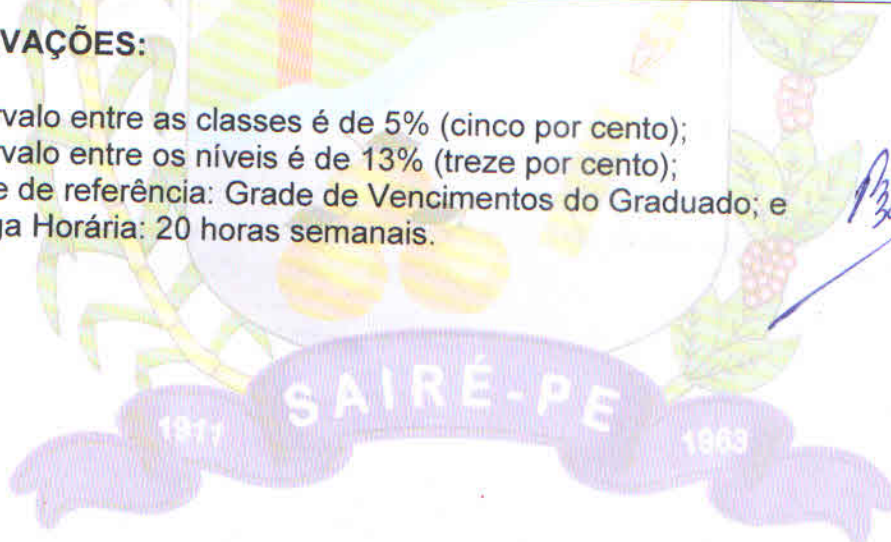 VAÇÕES:
rvalo entre as classes é de 5% (cinco por cento);
rvalo entre os níveis é de 13% (treze por cento);
e de referência: Grade de Vencimentos do Graduado; e
ga Horária: 20 horas semanais.
SAIRÉ-PE
1911
1963